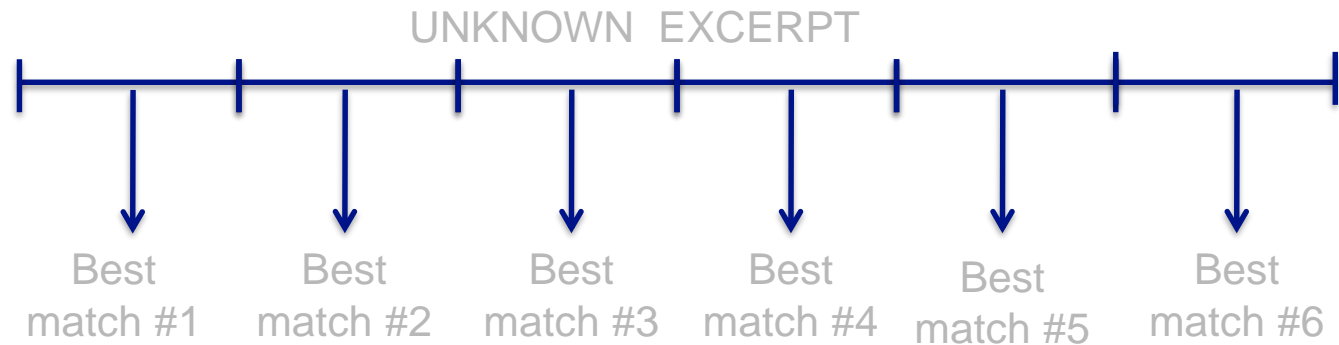 UNKNOWN EXCERPT
Best
match #1
Best
match #2
Best
match #3
Best
match #4
Best
match #5
Best
match #6